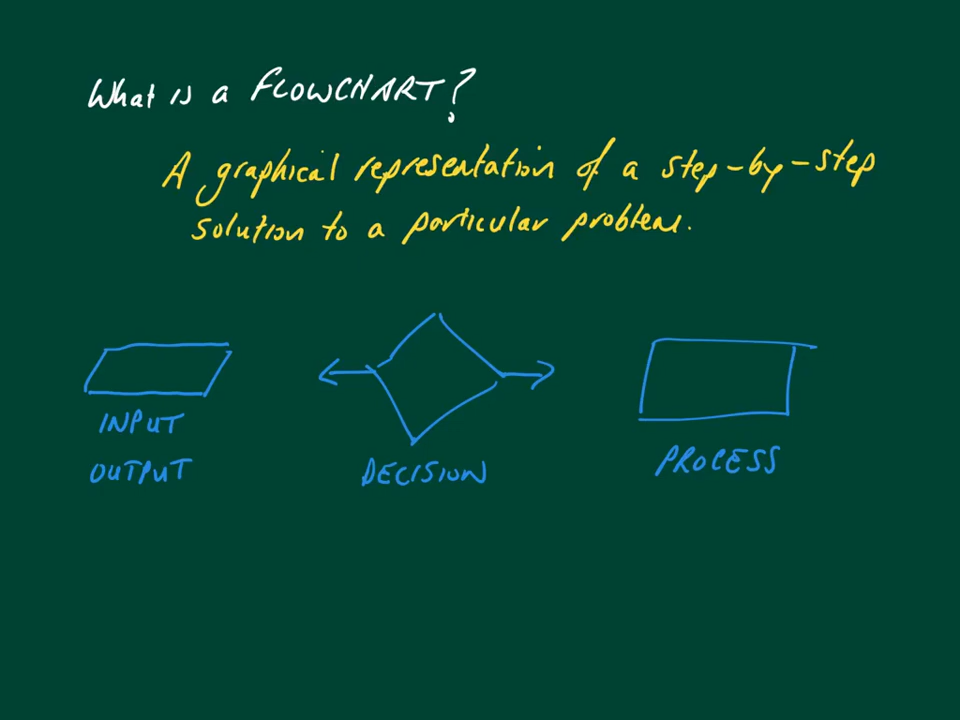 What is a FLOWCHART?
A graphical representation of a step-by-step
solution to a particular problem.
INPUT
OUTPUT
DECISION
PROCESS